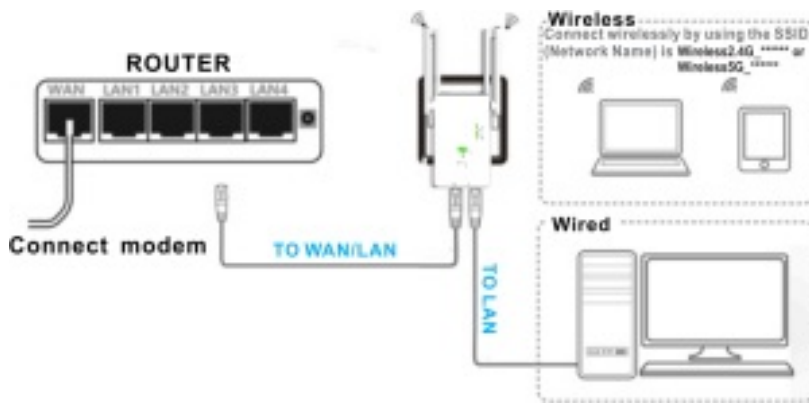 Wireless
Connect wirelessly by using the SSID
(Network Name) is Wireless2.4G_***** or
Wireless5G_*****
ROUTER
WAN LAN1 LAN2 LAN3 LAN4
Connect modem
TO WAN/LAN
TO LAN
Wired